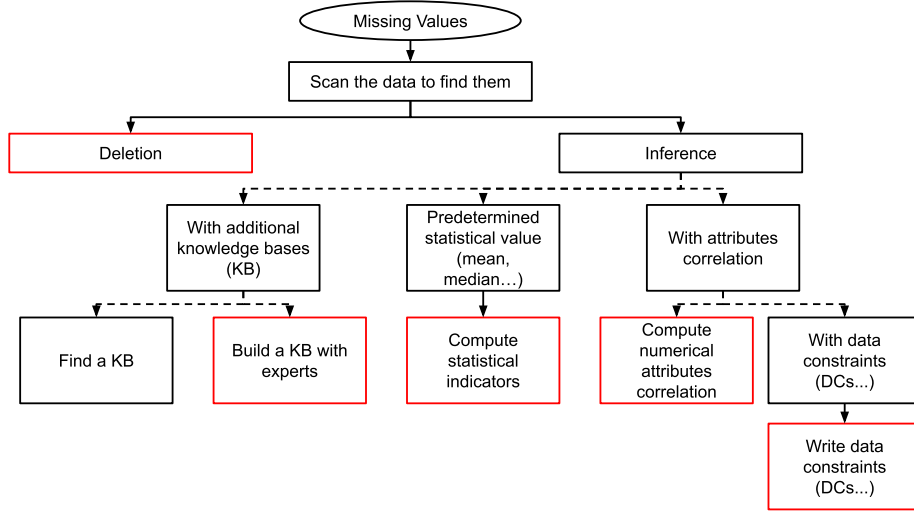 Missing Values
Scan the data to find them
Deletion
Inference
With additional
knowledge bases
(KB)
Predetermined
statistical value
(mean,
median…)
With attributes
correlation
Find a KB
Build a KB with
experts
Compute
statistical
indicators
Compute
numerical
attributes
correlation
With data
constraints
(DCs...)
Write data
constraints
(DCs...)